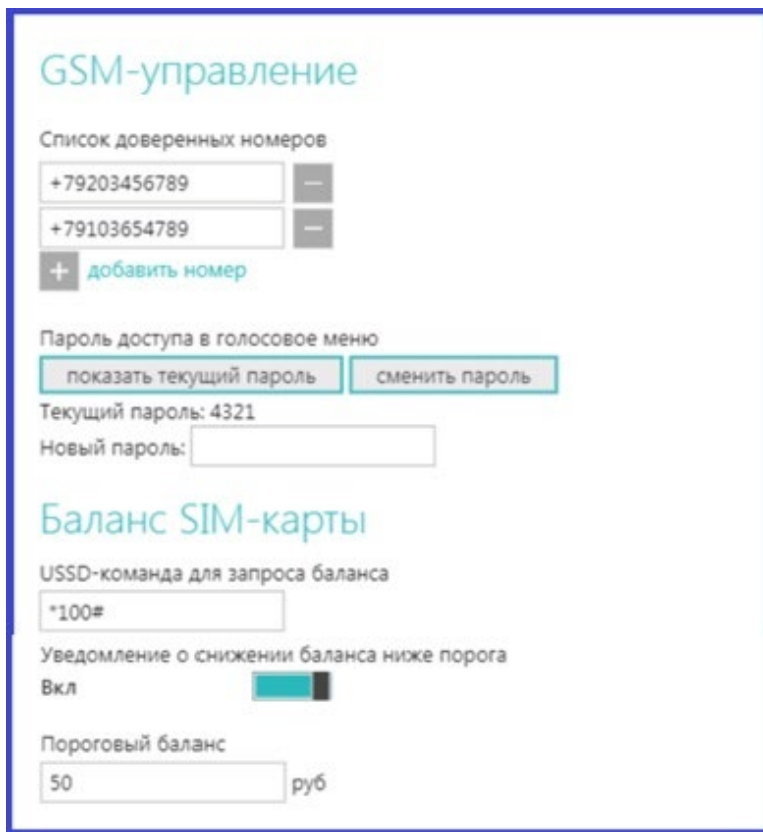 GSM-управление
Список доверенных номеров
+79203456789
+79103654789
добавить номер
Пароль доступа в голосовое меню
показать текущий пароль сменить пароль
Текущий пароль: 4321
Новый пароль:
Баланс SIM-карты
USSD-команда для запроса баланса
*100#
Уведомление о снижении баланса ниже порога
Вкл
Пороговый баланс
50 руб